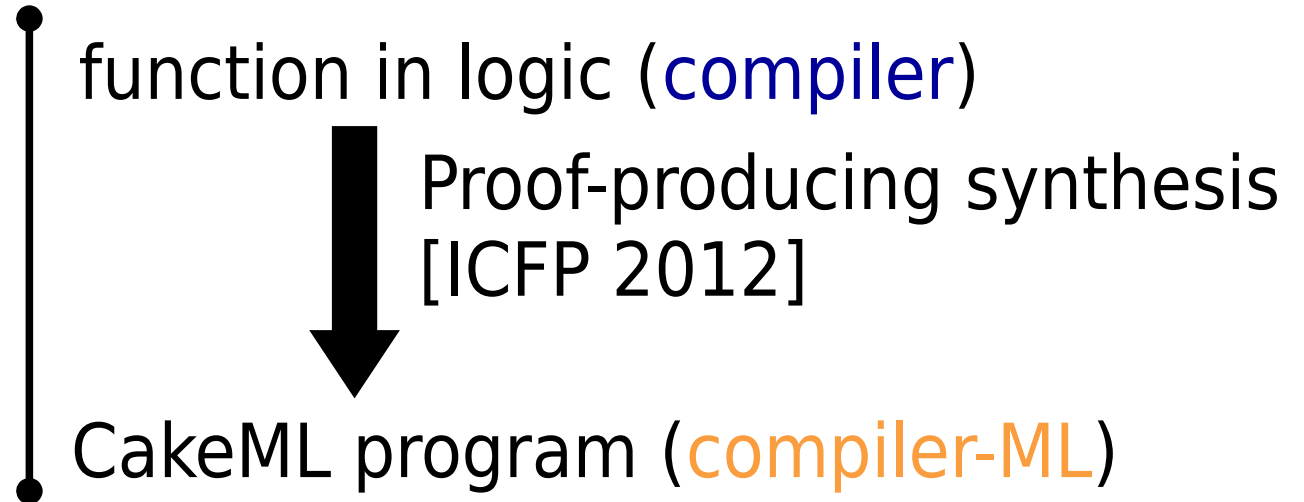 function in logic (compiler)
Proof-producing synthesis
[ICFP 2012]
CakeML program (compiler-ML)